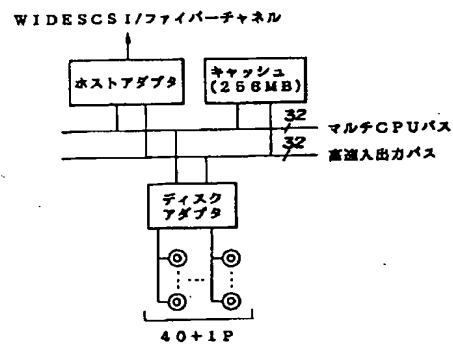 WIDESCSI/ファイバーチャネル
ホストアダプタ
キャッシュ
(256MB)
32
マルチCPUバス
32
高速入出力バス
ディスク
アダプタ
40+1P